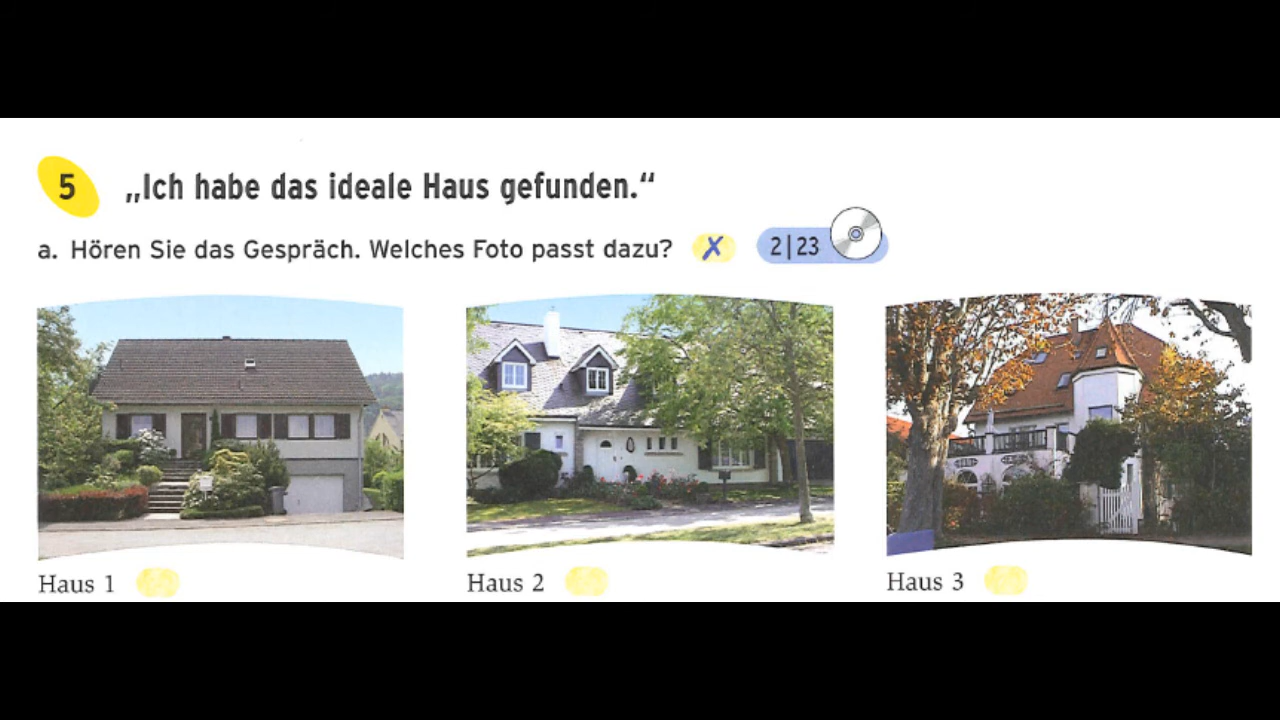 5 „Ich habe das ideale Haus gefunden.“
a. Hören Sie das Gespräch. Welches Foto passt dazu? ✗ 2|23
Haus 1 Haus 2 Haus 3